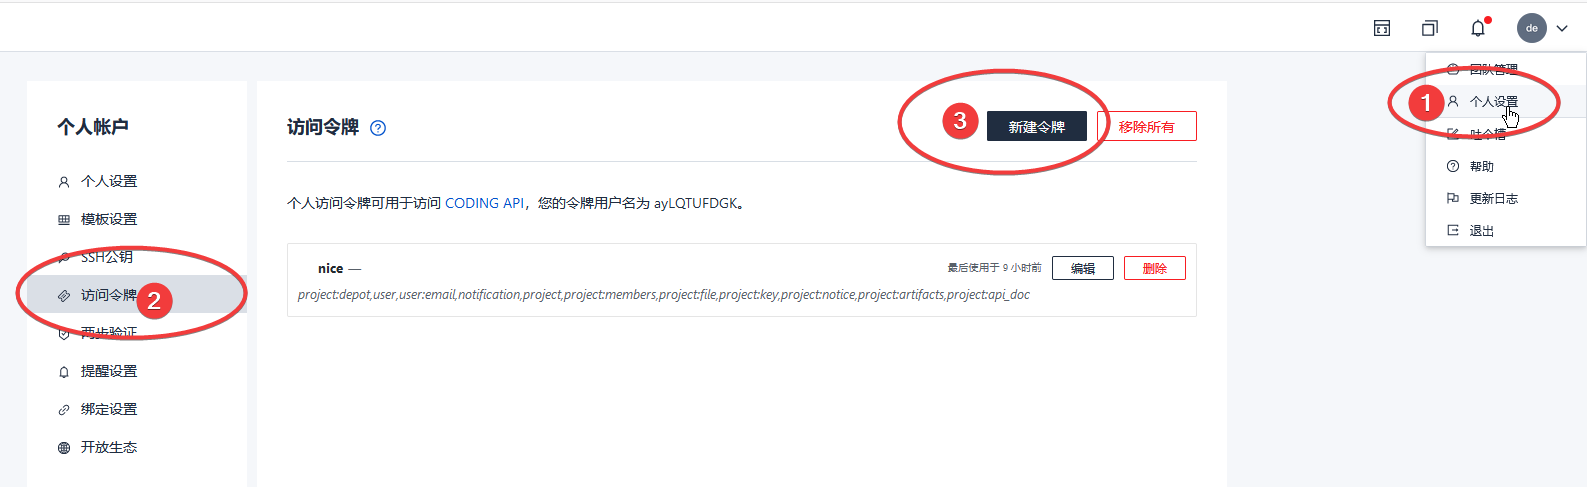 de
团队管理
1
个人设置
吐个槽
帮助
更新日志
退出
个人帐户
个人设置
模板设置
SSH公钥
访问令牌
2
两步验证
提醒设置
绑定设置
开放生态
访问令牌
3
新建令牌
移除所有
个人访问令牌可用于访问 CODING API，您的令牌用户名为 ayLQTUFDGK。
nice —
最后使用于 9 小时前
编辑
删除
project:depot,user,user:email,notification,project,project:members,project:file,project:key,project:notice,project:artifacts,project:api_doc